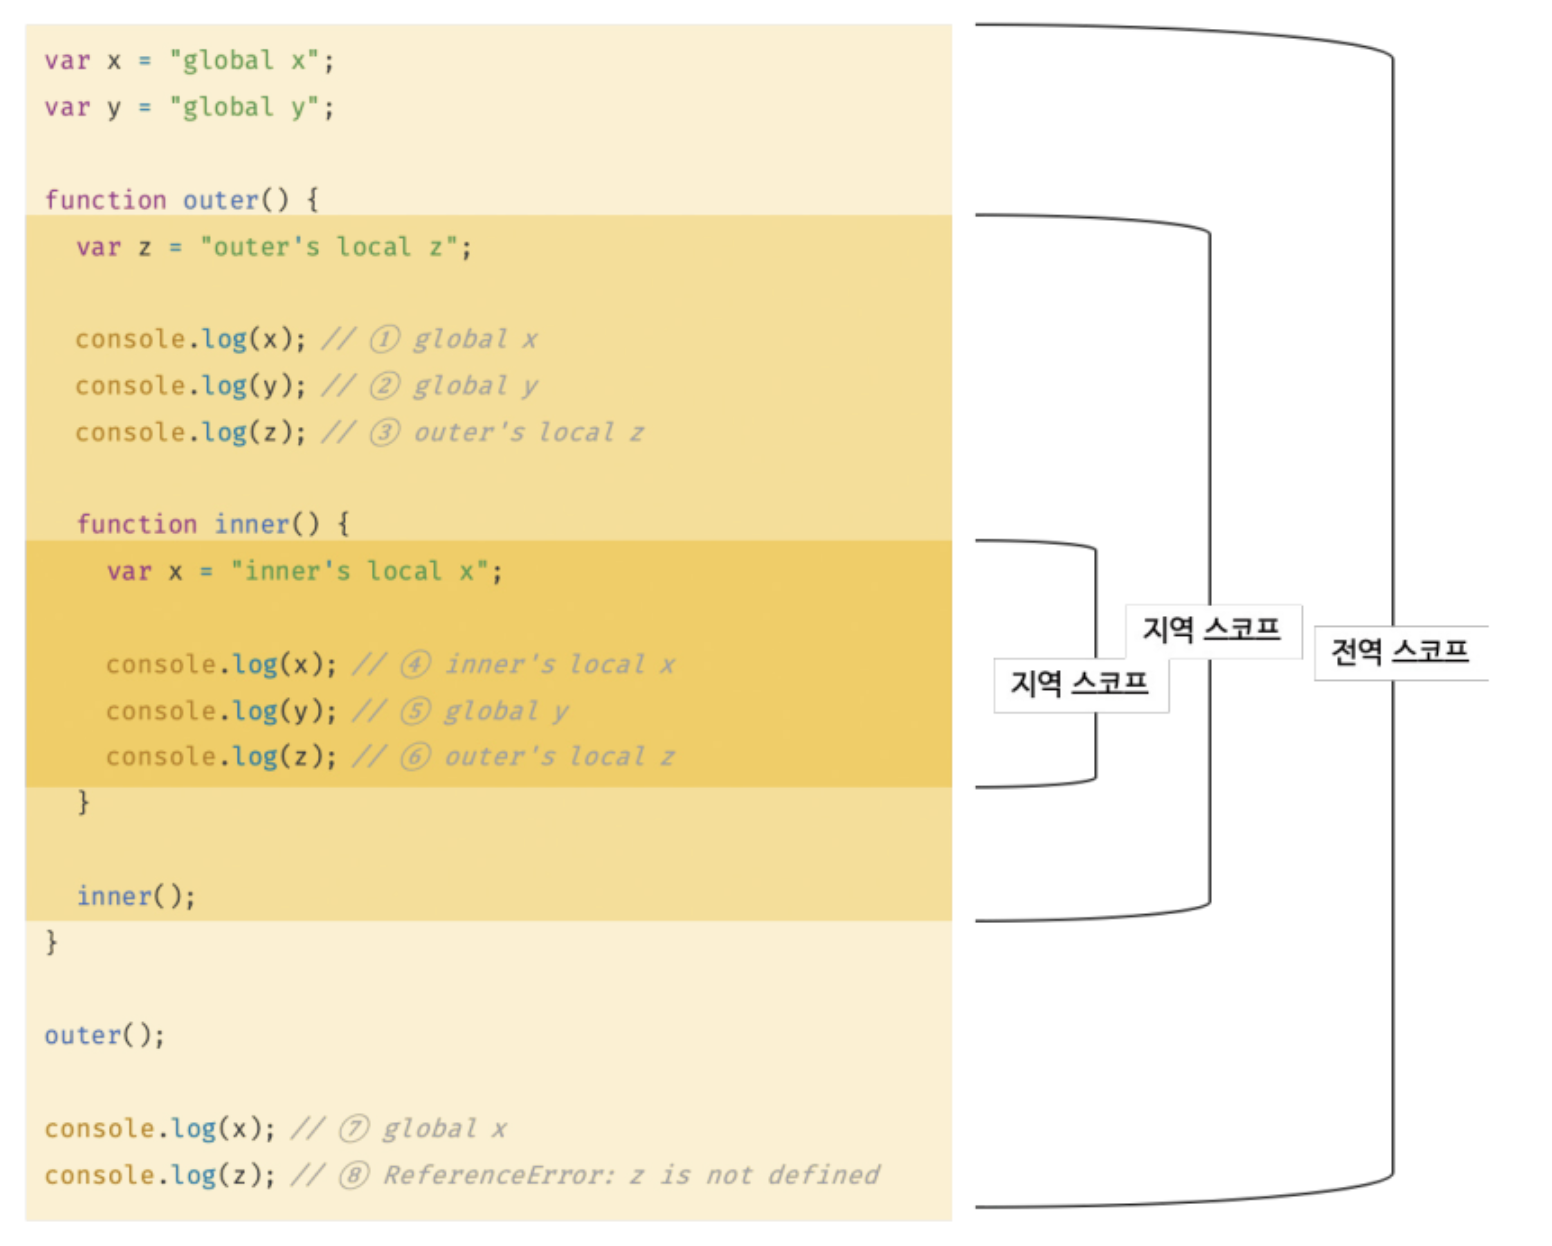 var x = "global x";
var y = "global y";
function outer() {
var z = "outer's local z";
console.log(x); // ① global x
console.log(y); // ② global y
console.log(z); // ③ outer's local z
function inner() {
var x = "inner's local x";
console.log(x); // ④ inner's local x
console.log(y); // ⑤ global y
console.log(z); // ⑥ outer's local z
}
inner();
}
outer();
console.log(x); // ⑦ global x
console.log(z); // ⑧ ReferenceError: z is not defined
지역 스코프
지역 스코프
전역 스코프